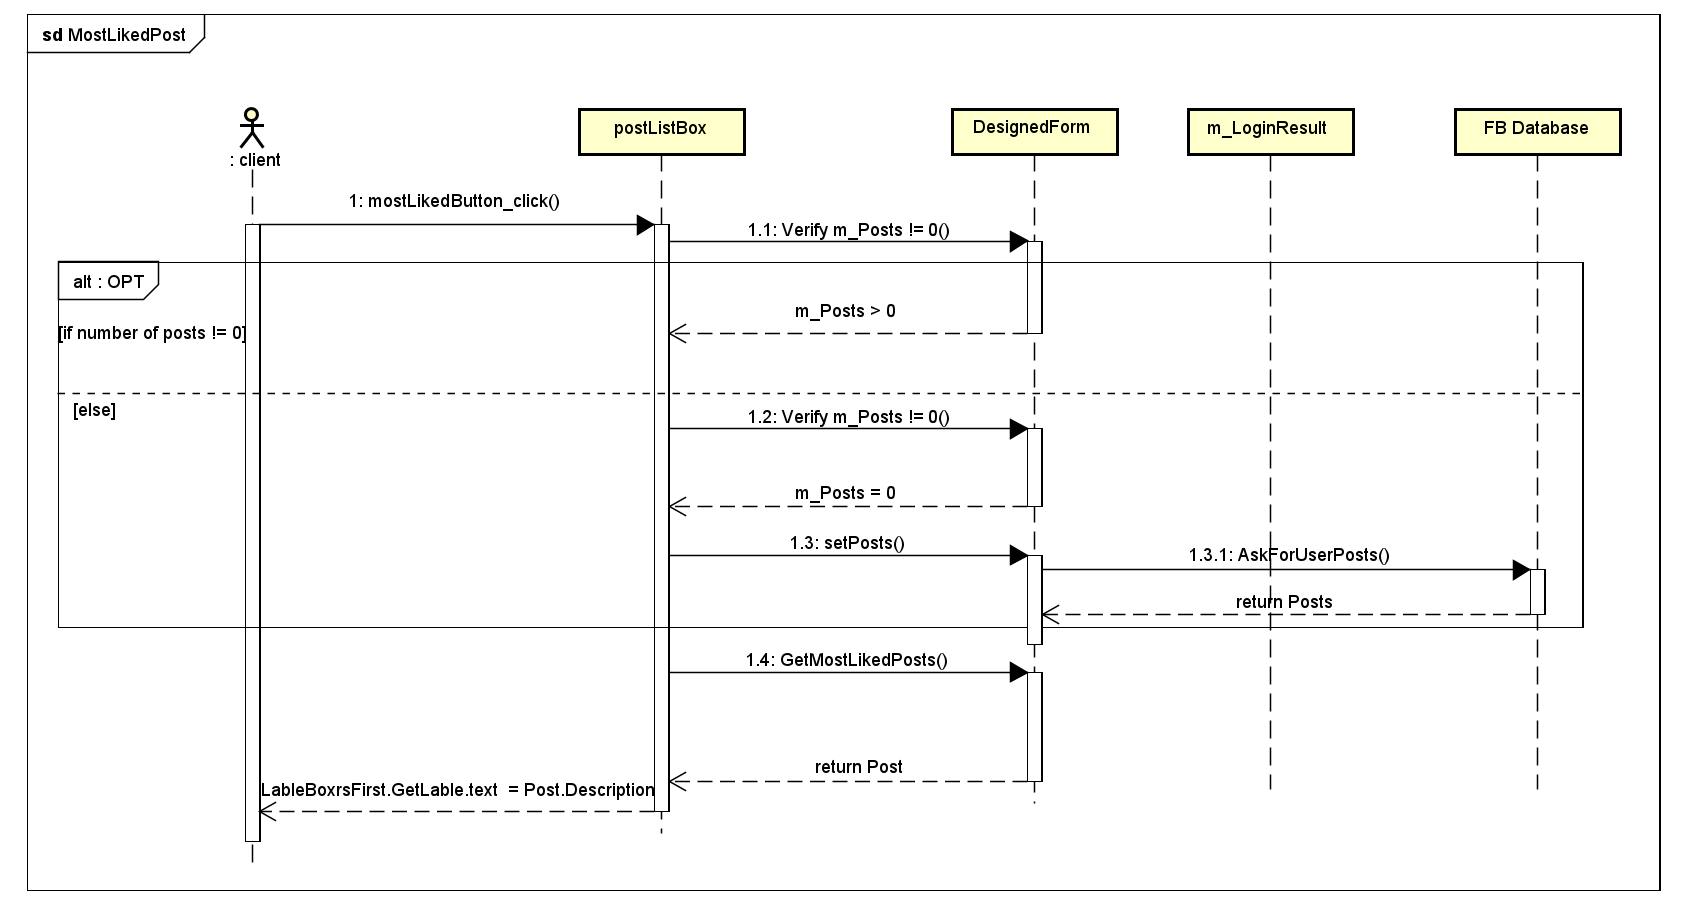 sd MostLikedPost
: client
postListBox
DesignedForm
m_LoginResult
FB Database
1: mostLikedButton_click()
1.1: Verify m_Posts != 0()
alt : OPT
m_Posts > 0
[if number of posts != 0]
[else]
1.2: Verify m_Posts != 0()
m_Posts = 0
1.3: setPosts()
1.3.1: AskForUserPosts()
return Posts
1.4: GetMostLikedPosts()
return Post
LableBoxrsFirst.GetLable.text = Post.Description